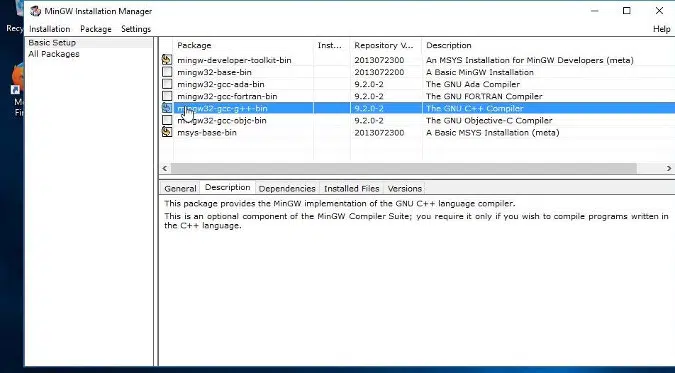 MinGW Installation Manager
Recy
Installation Package Settings Help
Basic Setup
All Packages
Package Inst... Repository V... Description
mingw-developer-toolkit-bin 2013072300 An MSYS Installation for MinGW Developers (meta)
mingw32-base-bin 2013072200 A Basic MinGW Installation
mingw32-gcc-ada-bin 9.2.0-2 The GNU Ada Compiler
mingw32-gcc-fortran-bin 9.2.0-2 The GNU FORTRAN Compiler
mingw32-gcc-g++-bin 9.2.0-2 The GNU C++ Compiler
mingw32-gcc-objc-bin 9.2.0-2 The GNU Objective-C Compiler
msys-base-bin 2013072300 A Basic MSYS Installation (meta)
General Description Dependencies Installed Files Versions
This package provides the MinGW implementation of the GNU C++ language compiler.
This is an optional component of the MinGW Compiler Suite; you require it only if you wish to compile programs written in
the C++ language.